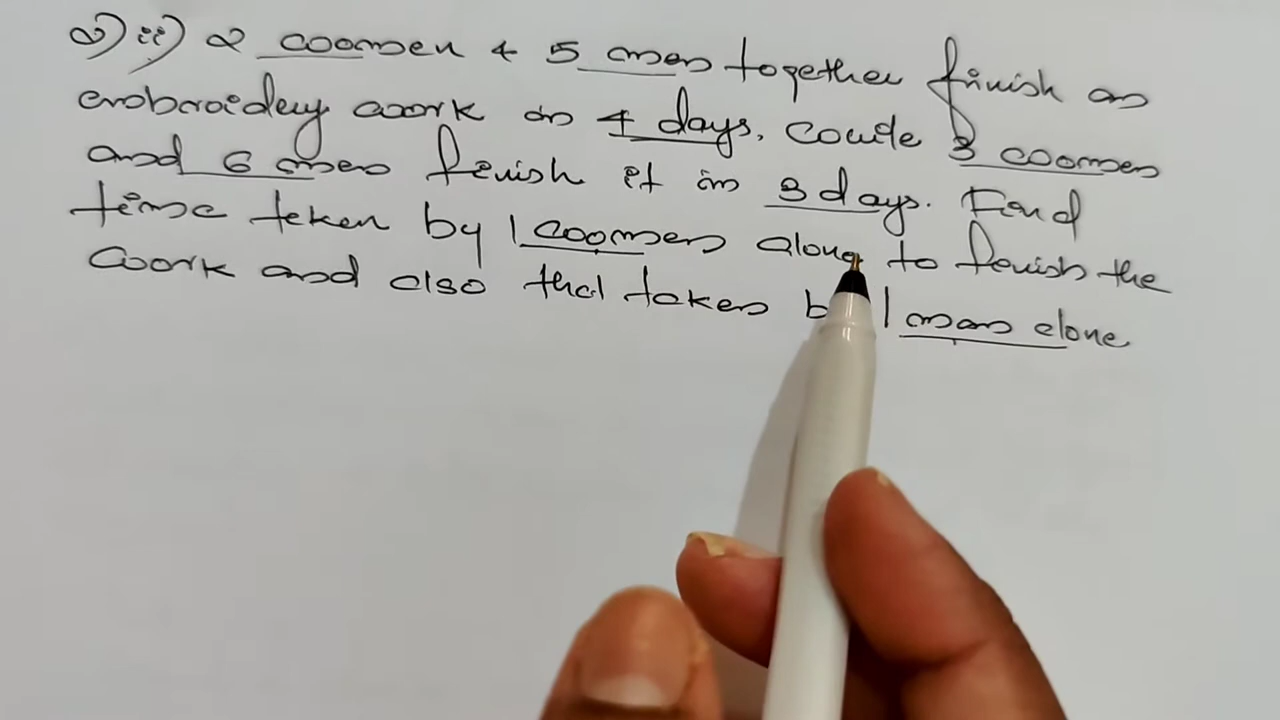 2) ii) 2 women + 5 men together finish an
embroidery work in 4 days, while 3 women
and 6 men finish it in 3 days. Find
time taken by 1 women alone to finish the
work and also that taken by 1 man alone